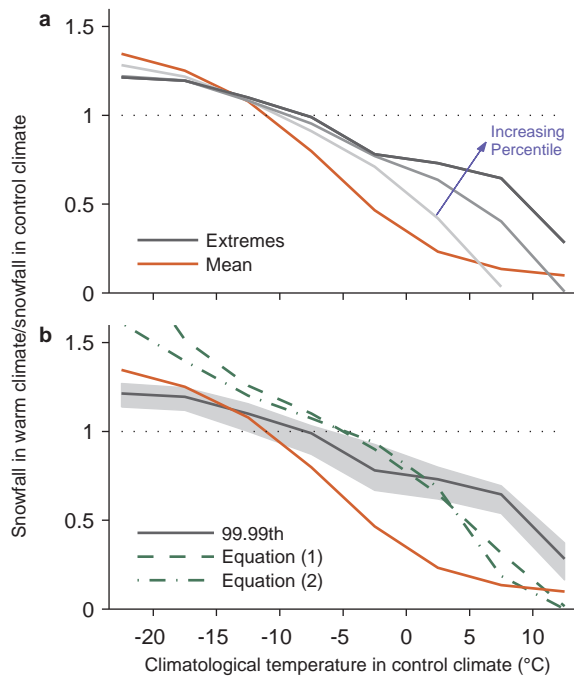 a
Snowfall in warm climate/snowfall in control climate
1.5
1
0.5
0
Increasing
Percentile
Extremes
Mean
b
1.5
1
0.5
0
99.99th
Equation (1)
Equation (2)
-20 -15 -10 -5 0 5 10
Climatological temperature in control climate (°C)